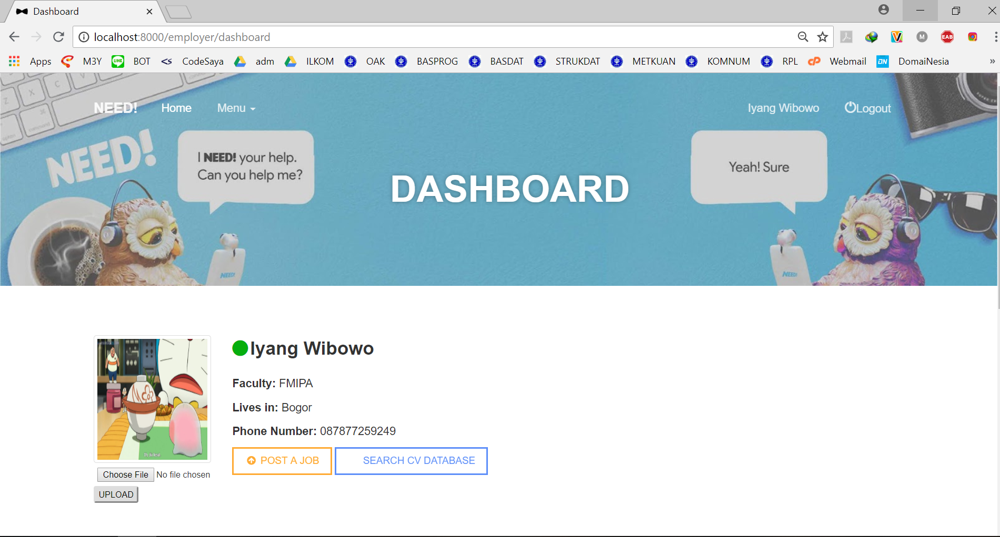 Dashboard
localhost:8000/employer/dashboard
M
EAB
Apps M3Y BOT CodeSaya adm ILKOM OAK BASPROG BASDAT STRUKDAT METKUAN KOMNUM RPL Webmail DomaiNesia »
NEED! Home Menu Iyang Wibowo Logout
NEED!
I NEED! your help.
Can you help me?
Yeah! Sure
DASHBOARD
NEED!
NEED!
Iyang Wibowo
Faculty: FMIPA
Lives in: Bogor
Phone Number: 087877259249
POST A JOB SEARCH CV DATABASE
Choose File No file chosen
UPLOAD